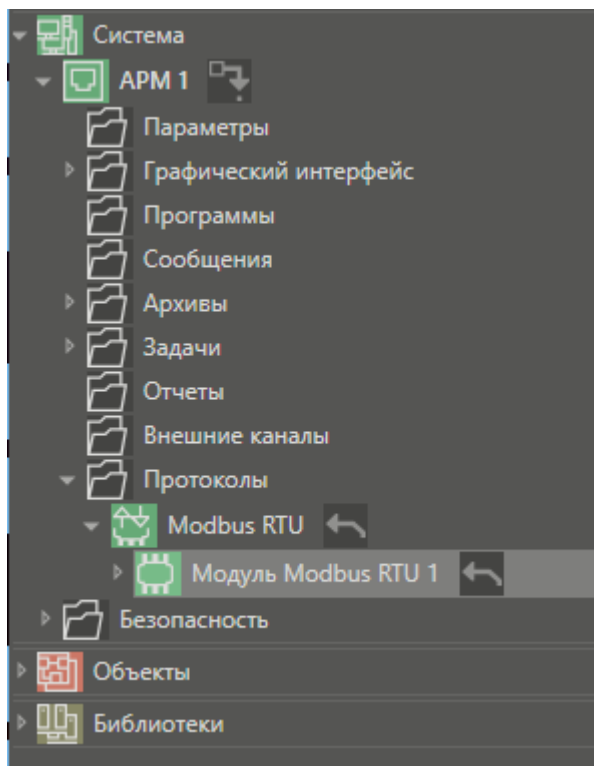 Система
АРМ 1
Параметры
Графический интерфейс
Программы
Сообщения
Архивы
Задачи
Отчеты
Внешние каналы
Протоколы
Modbus RTU
Модуль Modbus RTU 1
Безопасность
Объекты
Библиотеки